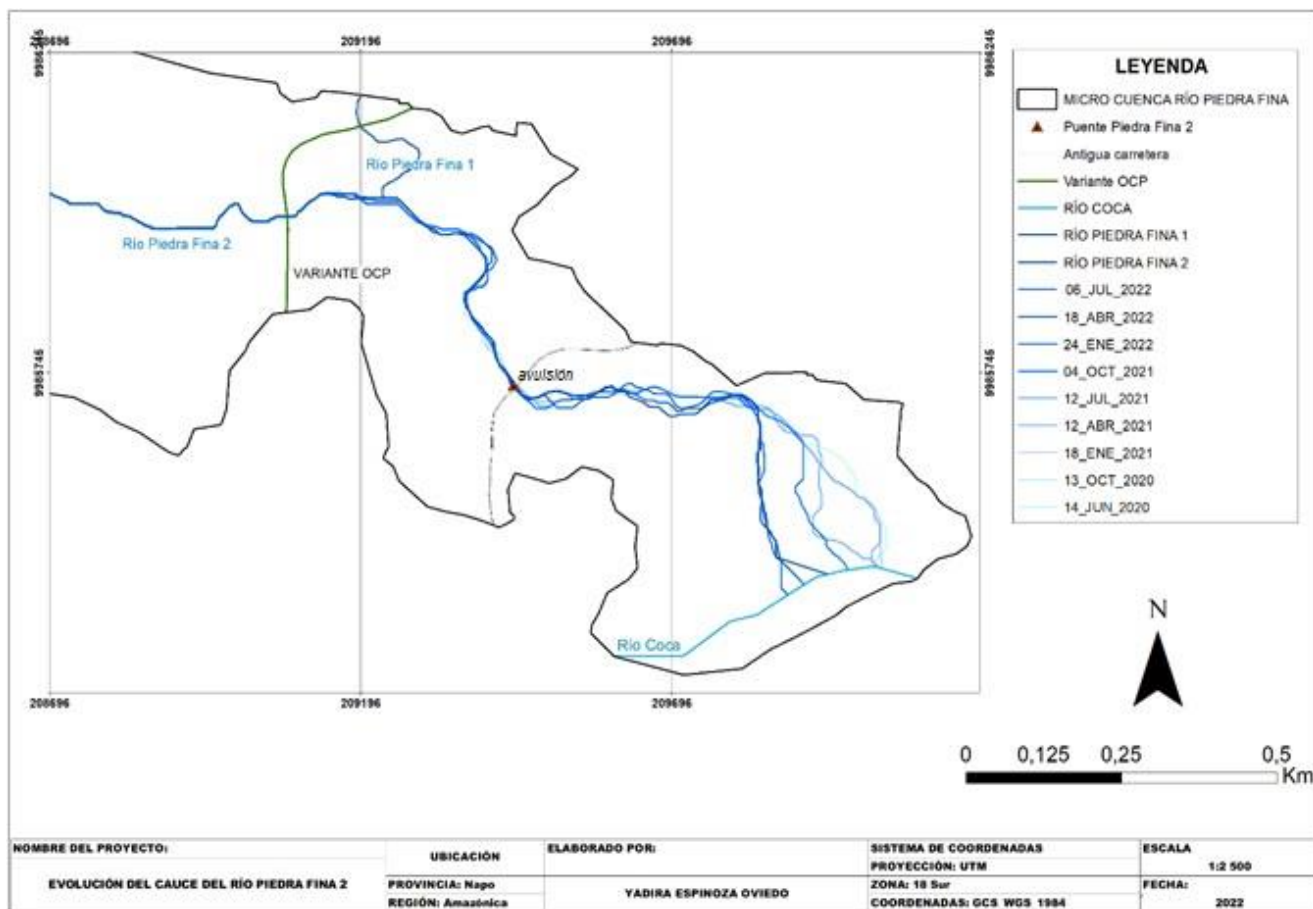 208696
209196
209696
9986245
9986245
LEYENDA
MICRO CUENCA RÍO PIEDRA FINA
Puente Piedra Fina 2
Antigua carretera
Variante OCP
RÍO COCA
RÍO PIEDRA FINA 1
RÍO PIEDRA FINA 2
06_JUL_2022
18_ABR_2022
24_ENE_2022
04_OCT_2021
12_JUL_2021
12_ABR_2021
18_ENE_2021
13_OCT_2020
14_JUN_2020
Río Piedra Fina 1
Río Piedra Fina 2
VARIANTE OCP
9985745
avulsión
9985745
Río Coca
208696
209196
209696
N
0 0,125 0,25 0,5
Km
NOMBRE DEL PROYECTO:
EVOLUCIÓN DEL CAUCE DEL RÍO PIEDRA FINA 2
UBICACIÓN
PROVINCIA: Napo
REGIÓN: Amazónica
ELABORADO POR:
YADIRA ESPINOZA OVIEDO
SISTEMA DE COORDENADAS
PROYECCIÓN: UTM
ZONA: 18 Sur
COORDENADAS: GCS WGS 1984
ESCALA
1:2 500
FECHA:
2022